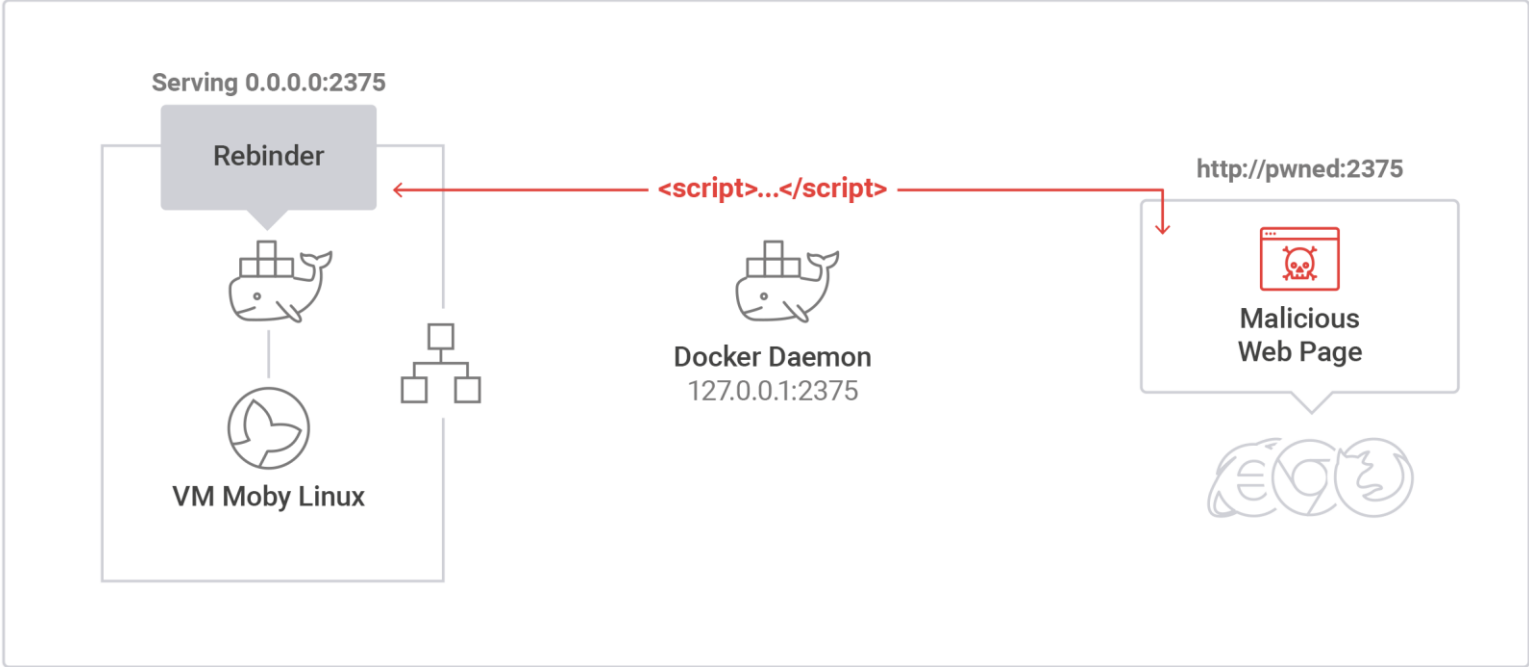 Serving 0.0.0.0:2375
Rebinder
<script>...</script>
http://pwned:2375
Malicious
Web Page
Docker Daemon
127.0.0.1:2375
VM Moby Linux